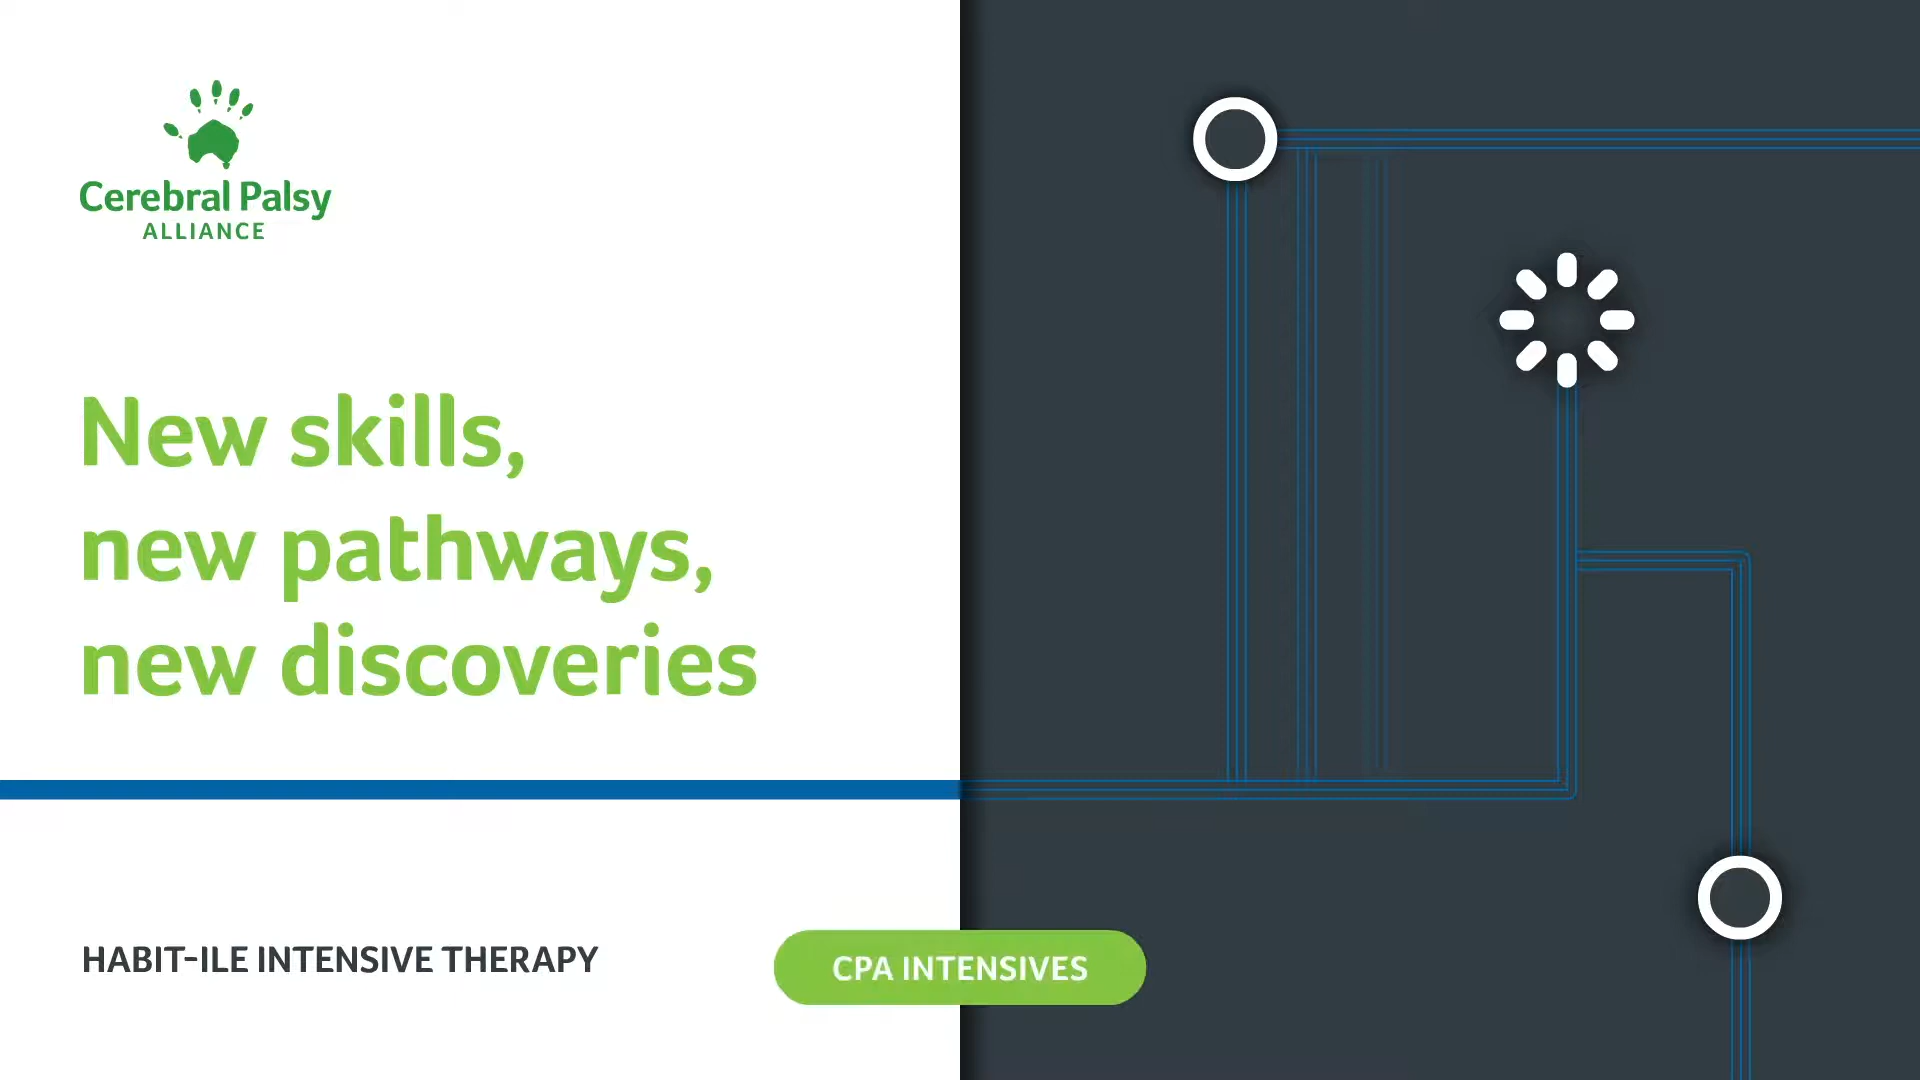 Cerebral Palsy
ALLIANCE
New skills,
new pathways,
new discoveries
HABIT-ILE INTENSIVE THERAPY
CPA INTENSIVES